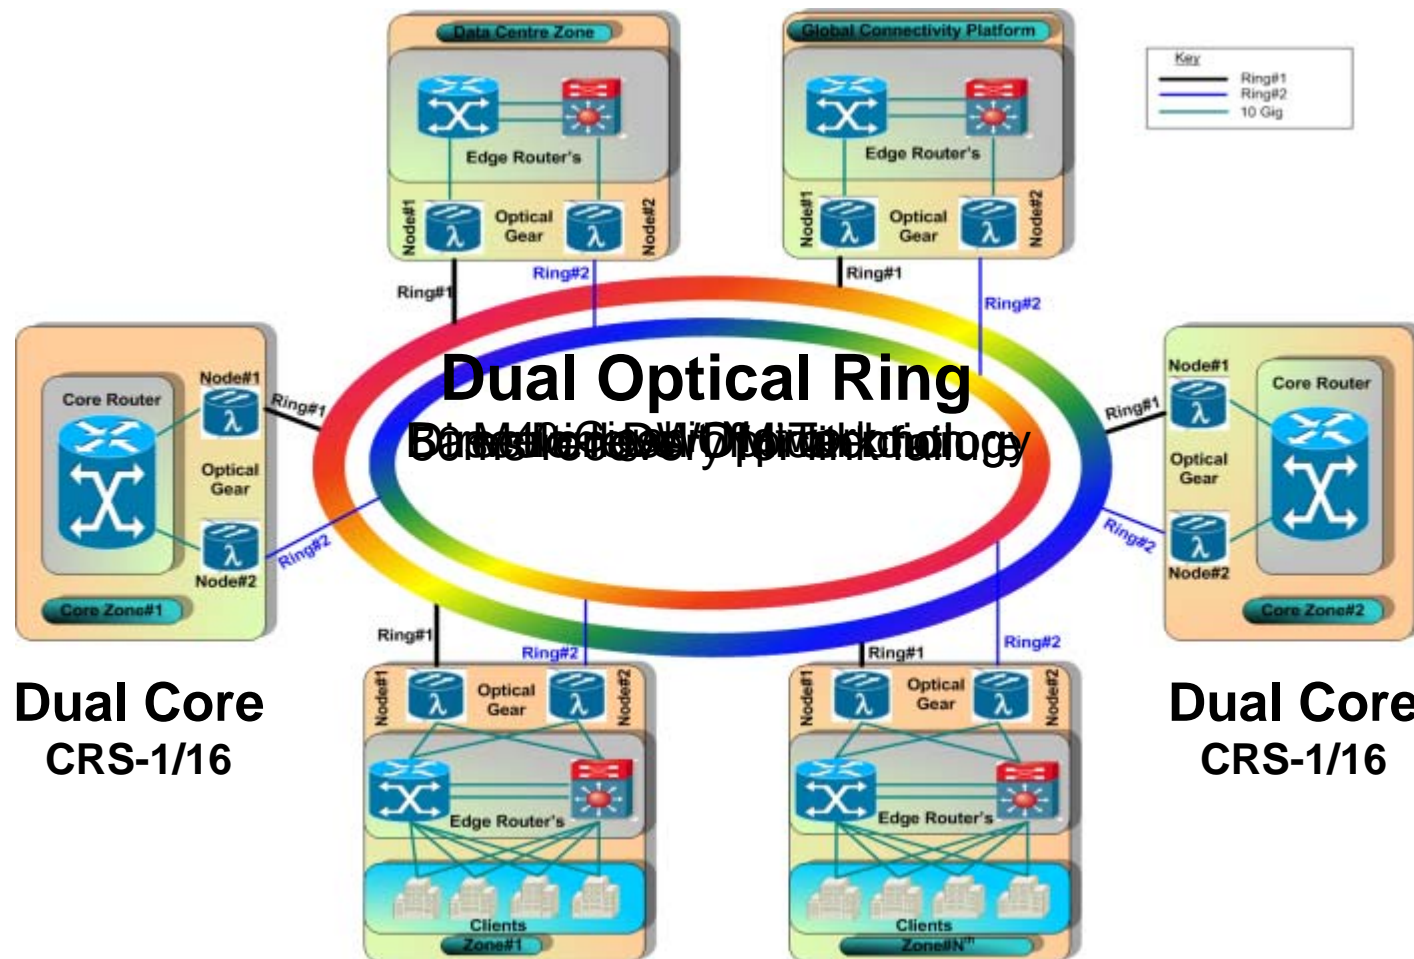 Data Centre Zone
Edge Router's
Node#1
Optical
Gear
Node#2
Ring#1
Ring#2
Global Connectivity Platform
Edge Router's
Node#1
Optical
Gear
Node#2
Ring#1
Ring#2
Key
Ring#1
Ring#2
10 Gig
Dual Optical Ring
Core Router
Node#1
Ring#1
Optical
Gear
Node#2
Ring#2
Core Zone#1
Dual Core
CRS-1/16
Node#1
Ring#1
Core Router
Optical
Gear
Ring#2
Node#2
Core Zone#2
Dual Core
CRS-1/16
Ring#1
Ring#2
Node#1
Optical
Gear
Node#2
Edge Router's
Clients
Zone#1
Ring#1
Ring#2
Node#1
Optical
Gear
Node#2
Edge Router's
Clients
Zone#Nth